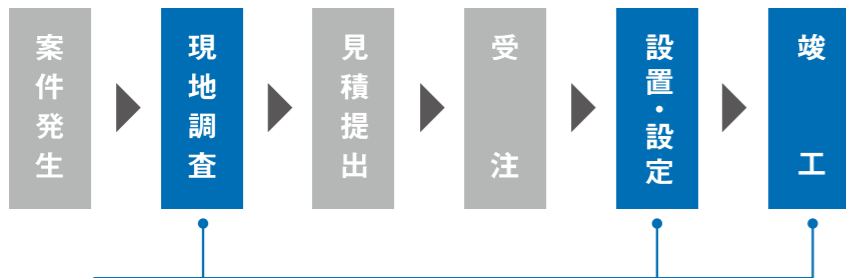 案件発生
現地調査
見積提出
受注
設置・設定
竣工